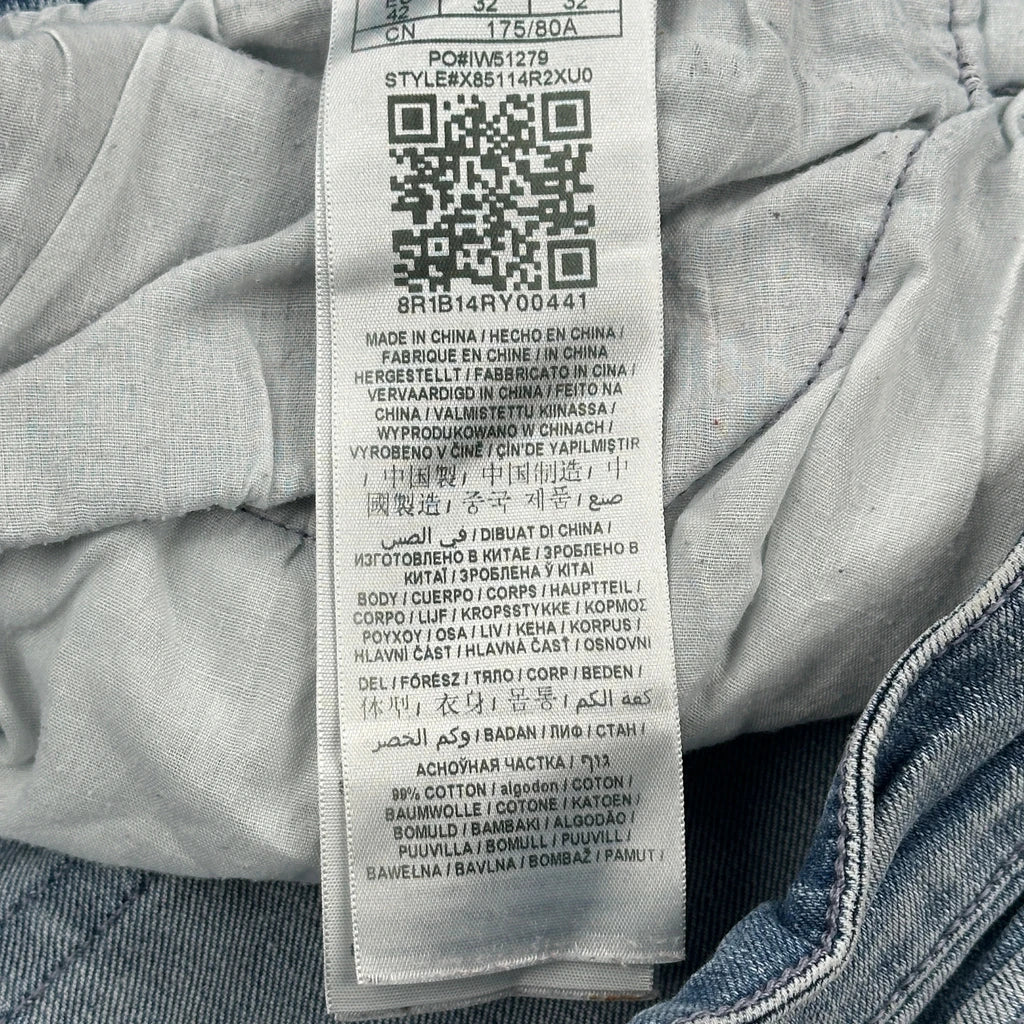 32 32
CN 175/80A
PO#IW51279
STYLE#X85114R2XU0
8R1B14RY00441
MADE IN CHINA / HECHO EN CHINA /
FABRIQUE EN CHINE / IN CHINA
HERGESTELLT / FABBRICATO IN CINA /
VERVAARDIGD IN CHINA / FEITO NA
CHINA / VALMISTETTU KIINASSA /
WYPRODUKOWANO W CHINACH /
VYROBENO V ČÍNĚ / ÇİN'DE YAPILMIŞTIR
/ 中国製 / 中国制造 / 中
國製造 / 중국 제품 / صنع
في الصين / DIBUAT DI CHINA /
ИЗГОТОВЛЕНО В КИТАЕ / ЗРОБЛЕНО В
КИТАЇ / ЗРОБЛЕНА Ў КІТАІ
BODY / CUERPO / CORPS / HAUPTTEIL /
CORPO / LIJF / KROPSSTYKKE / ΚΟΡΜΟΣ
ΡΟΥΧΟΥ / OSA / LIV / KEHA / KORPUS /
HLAVNÍ ČÁST / HLAVNÁ ČASŤ / OSNOVNI
DEL / FŐRÉSZ / ТЯЛО / CORP / BEDEN /
体型 / 衣身 / 몸통 / كفة الكم
وكم الخصر / BADAN / ЛИФ / СТАН /
АСНОЎНАЯ ЧАСТКА / גוף
99% COTTON / algodon / COTON /
BAUMWOLLE / COTONE / KATOEN /
BOMULD / ΒΑΜΒΑΚΙ / ALGODÃO /
PUUVILLA / BOMULL / PUUVILL /
BAWEŁNA / BAVLNA / BOMBAŽ / PAMUT /